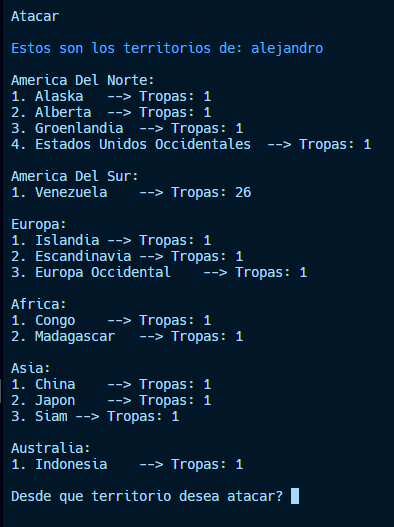 Atacar
Estos son los territorios de: alejandro
America Del Norte:
1. Alaska   --> Tropas: 1
2. Alberta  --> Tropas: 1
3. Groenlandia  --> Tropas: 1
4. Estados Unidos Occidentales  --> Tropas: 1
America Del Sur:
1. Venezuela    --> Tropas: 26
Europa:
1. Islandia --> Tropas: 1
2. Escandinavia --> Tropas: 1
3. Europa Occidental    --> Tropas: 1
Africa:
1. Congo    --> Tropas: 1
2. Madagascar   --> Tropas: 1
Asia:
1. China    --> Tropas: 1
2. Japon    --> Tropas: 1
3. Siam --> Tropas: 1
Australia:
1. Indonesia    --> Tropas: 1
Desde que territorio desea atacar?